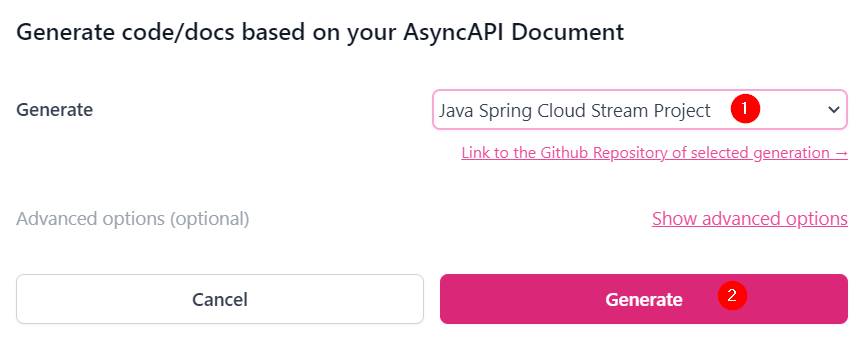 Generate code/docs based on your AsyncAPI Document
Generate
Java Spring Cloud Stream Project 1
Link to the Github Repository of selected generation →
Advanced options (optional) Show advanced options
Cancel
Generate 2